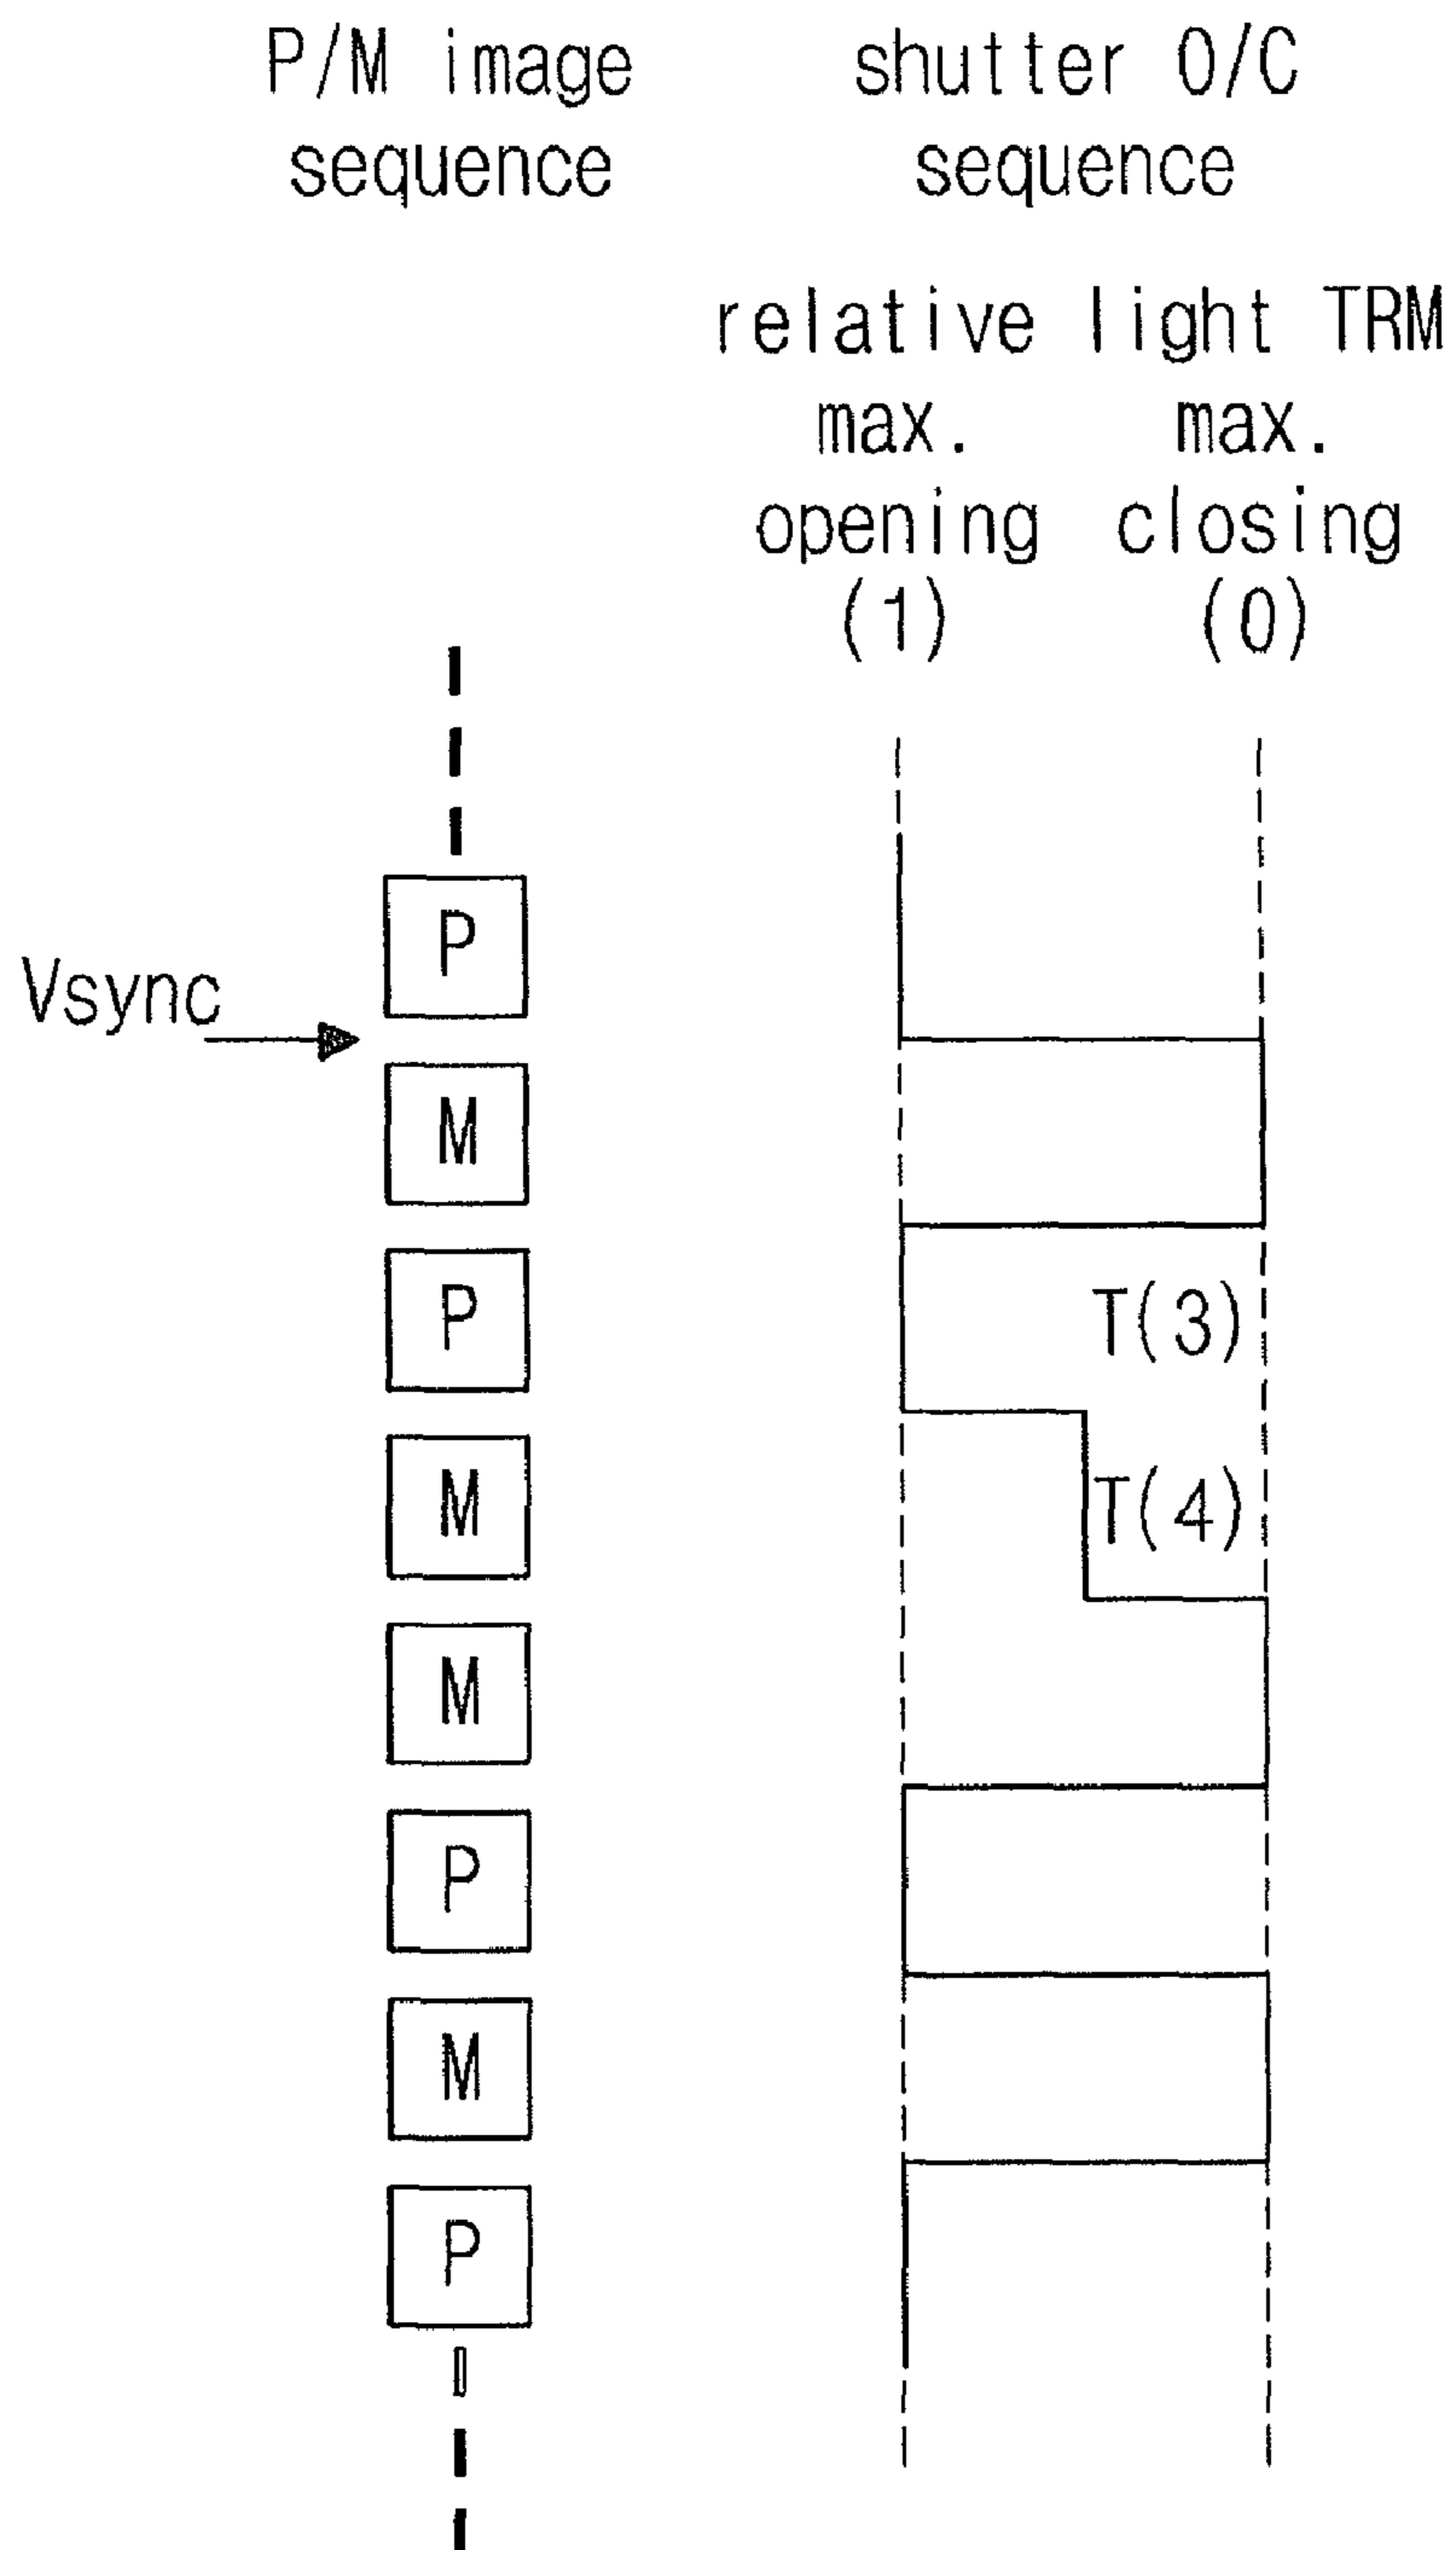 P/M image
sequence
shutter O/C
sequence
relative light TRM
max. max.
opening closing
(1) (0)
P
Vsync
M
P
T(3)
M
T(4)
M
P
M
P